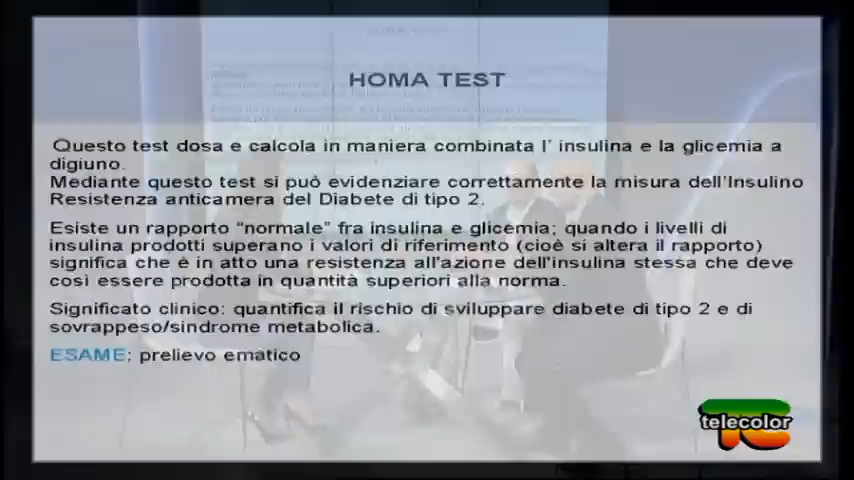 HOMA TEST
Questo test dosa e calcola in maniera combinata l' insulina e la glicemia a
digiuno.
Mediante questo test si può evidenziare correttamente la misura dell'Insulino
Resistenza anticamera del Diabete di tipo 2.
Esiste un rapporto "normale" fra insulina e glicemia; quando i livelli di
insulina prodotti superano i valori di riferimento (cioè si altera il rapporto)
significa che è in atto una resistenza all'azione dell'insulina stessa che deve
così essere prodotta in quantità superiori alla norma.
Significato clinico: quantifica il rischio di sviluppare diabete di tipo 2 e di
sovrappeso/sindrome metabolica.
ESAME: prelievo ematico
telecolor